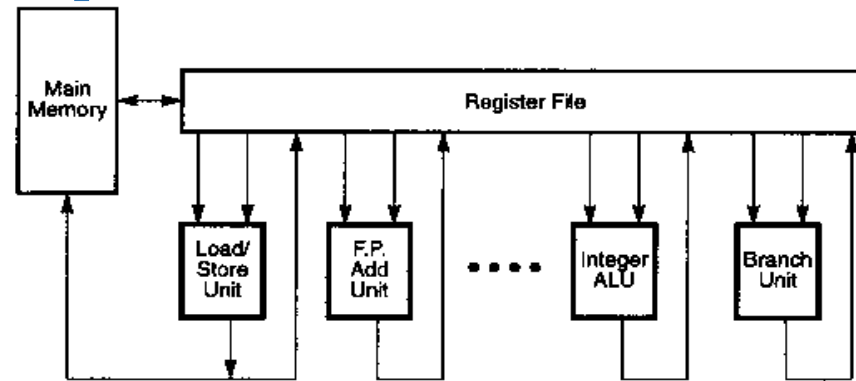 Main
Memory
Register File
Load/
Store
Unit
F.P.
Add
Unit
Integer
ALU
Branch
Unit